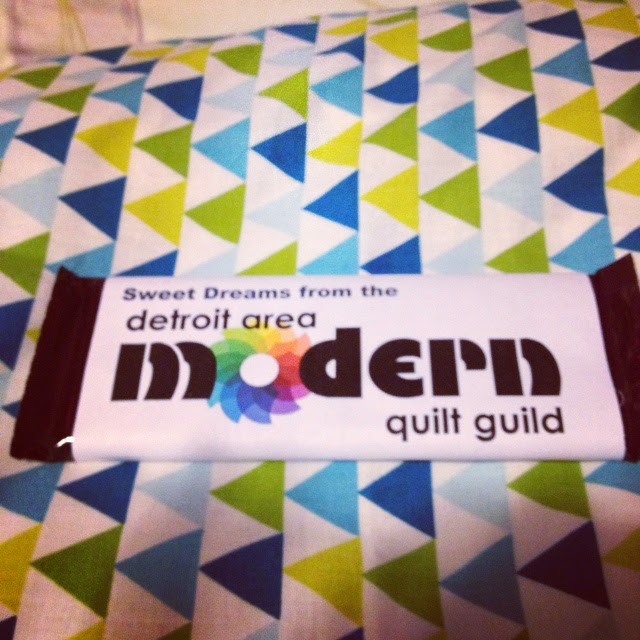 Sweet Dreams from the
detroit area
modern
quilt guild